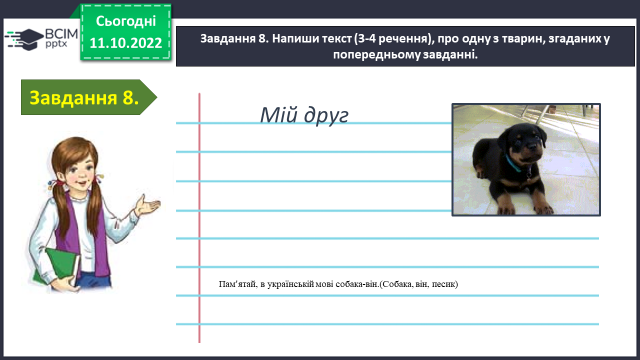 Сьогодні
11.10.2022
BCIM
pptx
Завдання 8. Напиши текст (3-4 речення), про одну з тварин, згаданих у
попередньому завданні.
Завдання 8.
Мій друг
Пам'ятай, в українській мові собака-він.(Собака, він, песик)